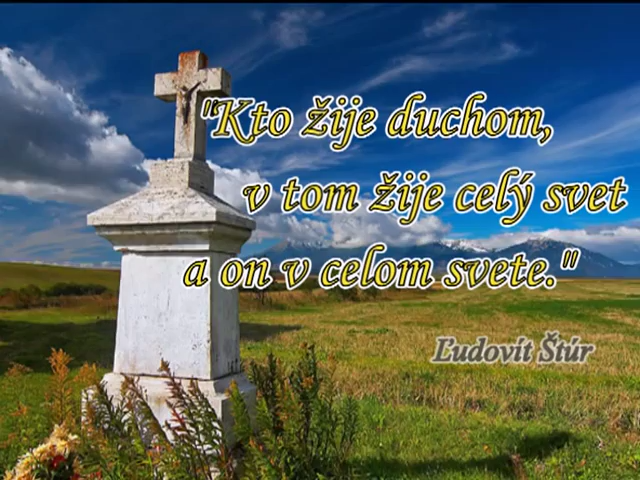 "Kto žije duchom,
v tom žije celý svet
a on v celom svete."
Ľudovít Štúr